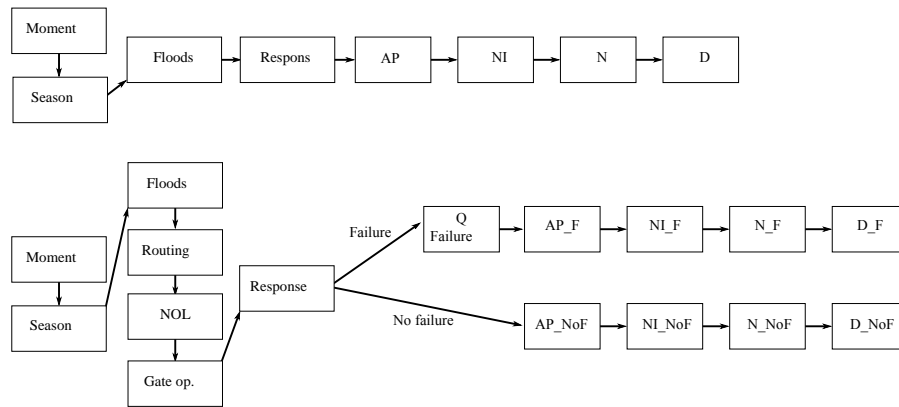 Moment
Season
Floods
Respons
AP
NI
N
D
Moment
Season
Floods
Routing
NOL
Gate op.
Response
Failure
No failure
Q
Failure
AP_F
NI_F
N_F
D_F
AP_NoF
NI_NoF
N_NoF
D_NoF